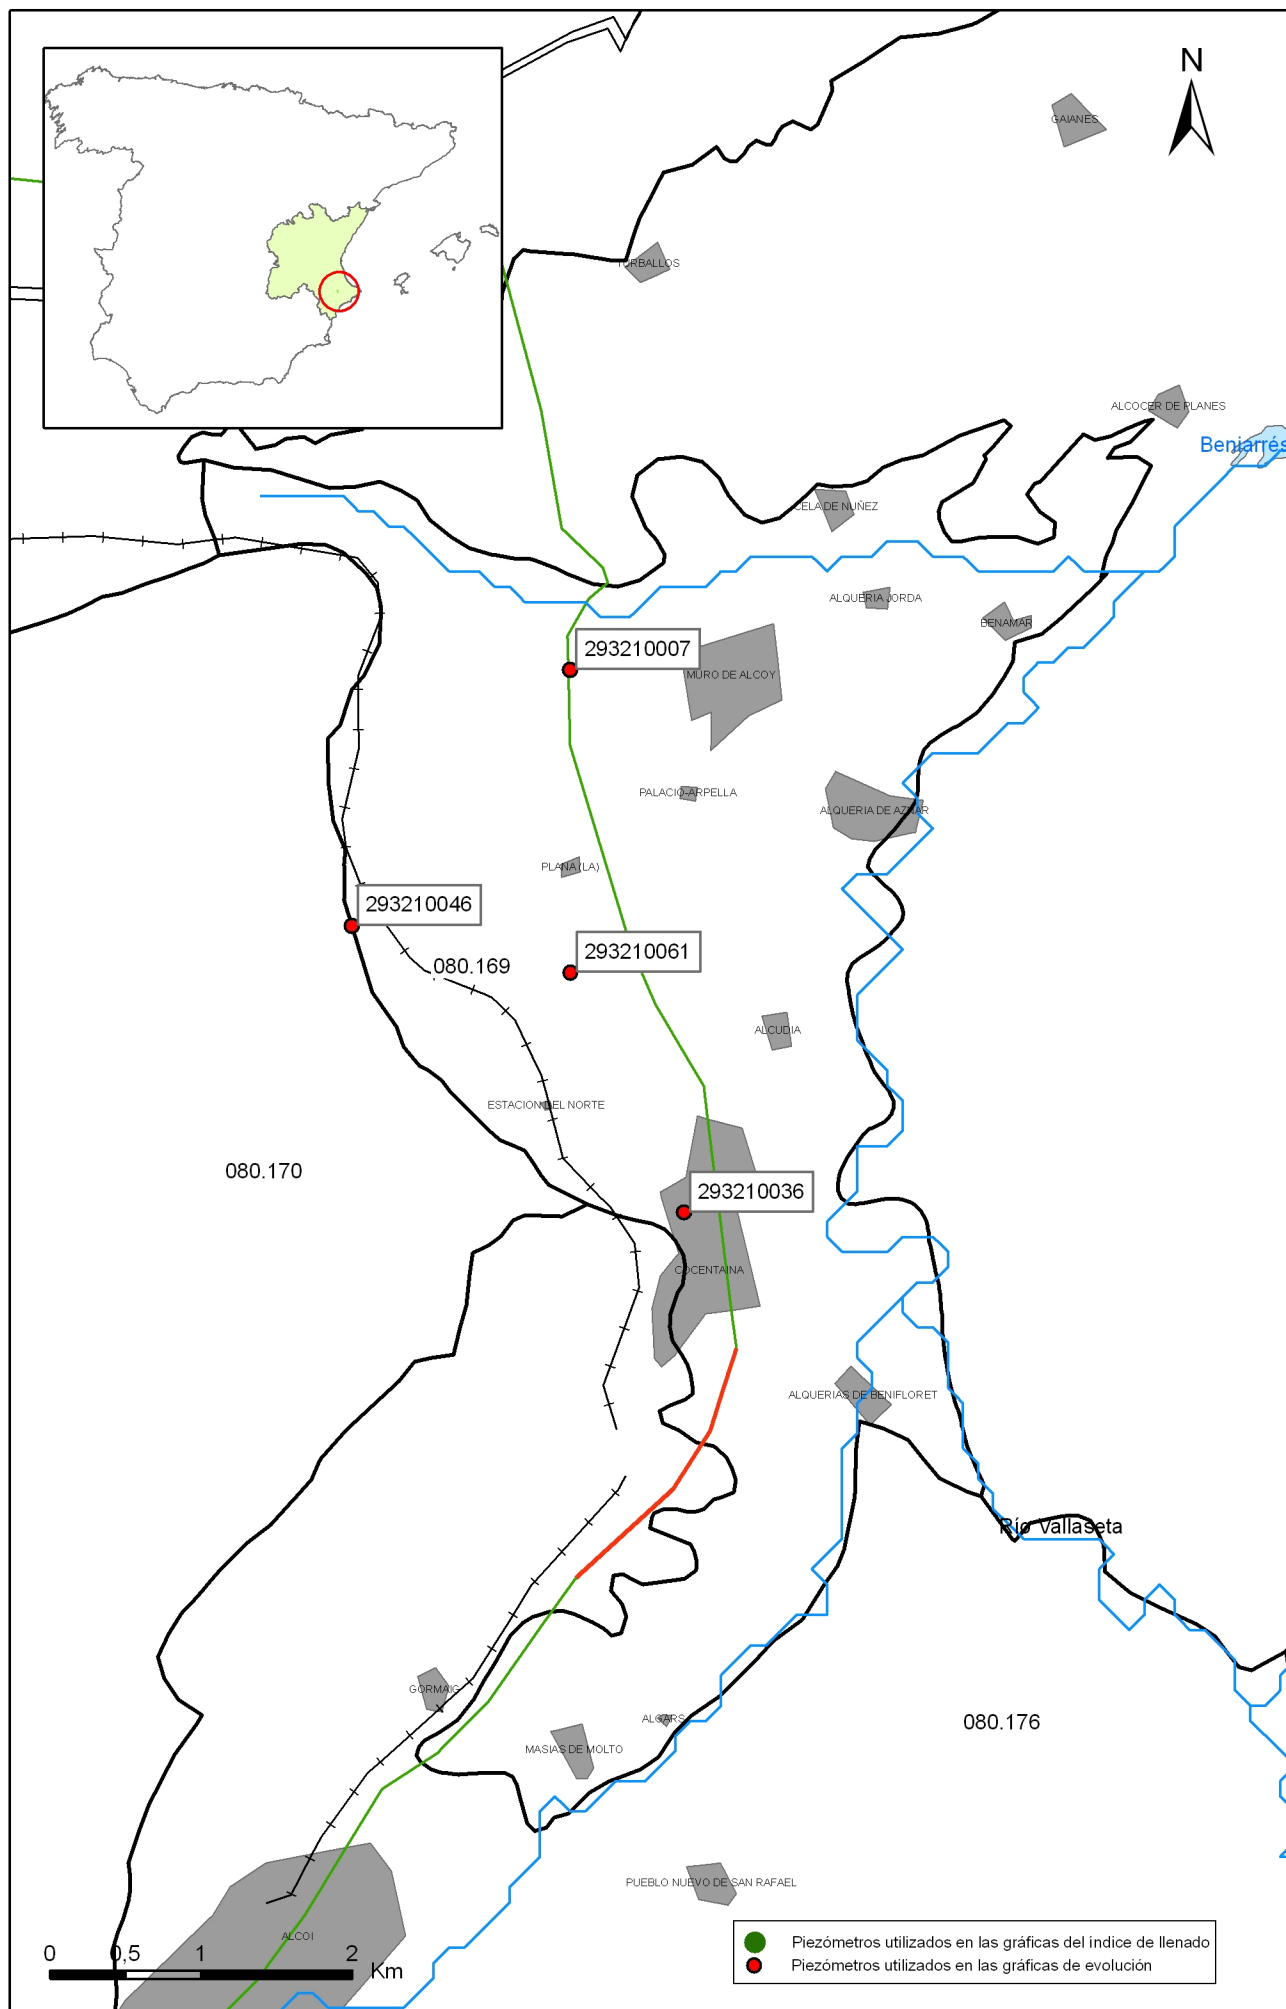 N
GAIANES
TURBALLOS
ALCOCER DE PLANES
Beniarrés
CELA DE NUÑEZ
ALQUERIA JORDA
BENAMAR
293210007
MURO DE ALCOY
PALACIO-ARPELLA
ALQUERIA DE AZNAR
PLANA (LA)
293210046
293210061
080.169
ALCUDIA
ESTACION DEL NORTE
080.170
293210036
COCENTAINA
ALQUERIAS DE BENIFLORET
Río Vallaseta
GORMAIG
ALGARS
080.176
MASIAS DE MOLTO
PUEBLO NUEVO DE SAN RAFAEL
ALCOI
0 0,5 1 2
Km
Piezómetros utilizados en las gráficas del índice de llenado
Piezómetros utilizados en las gráficas de evolución